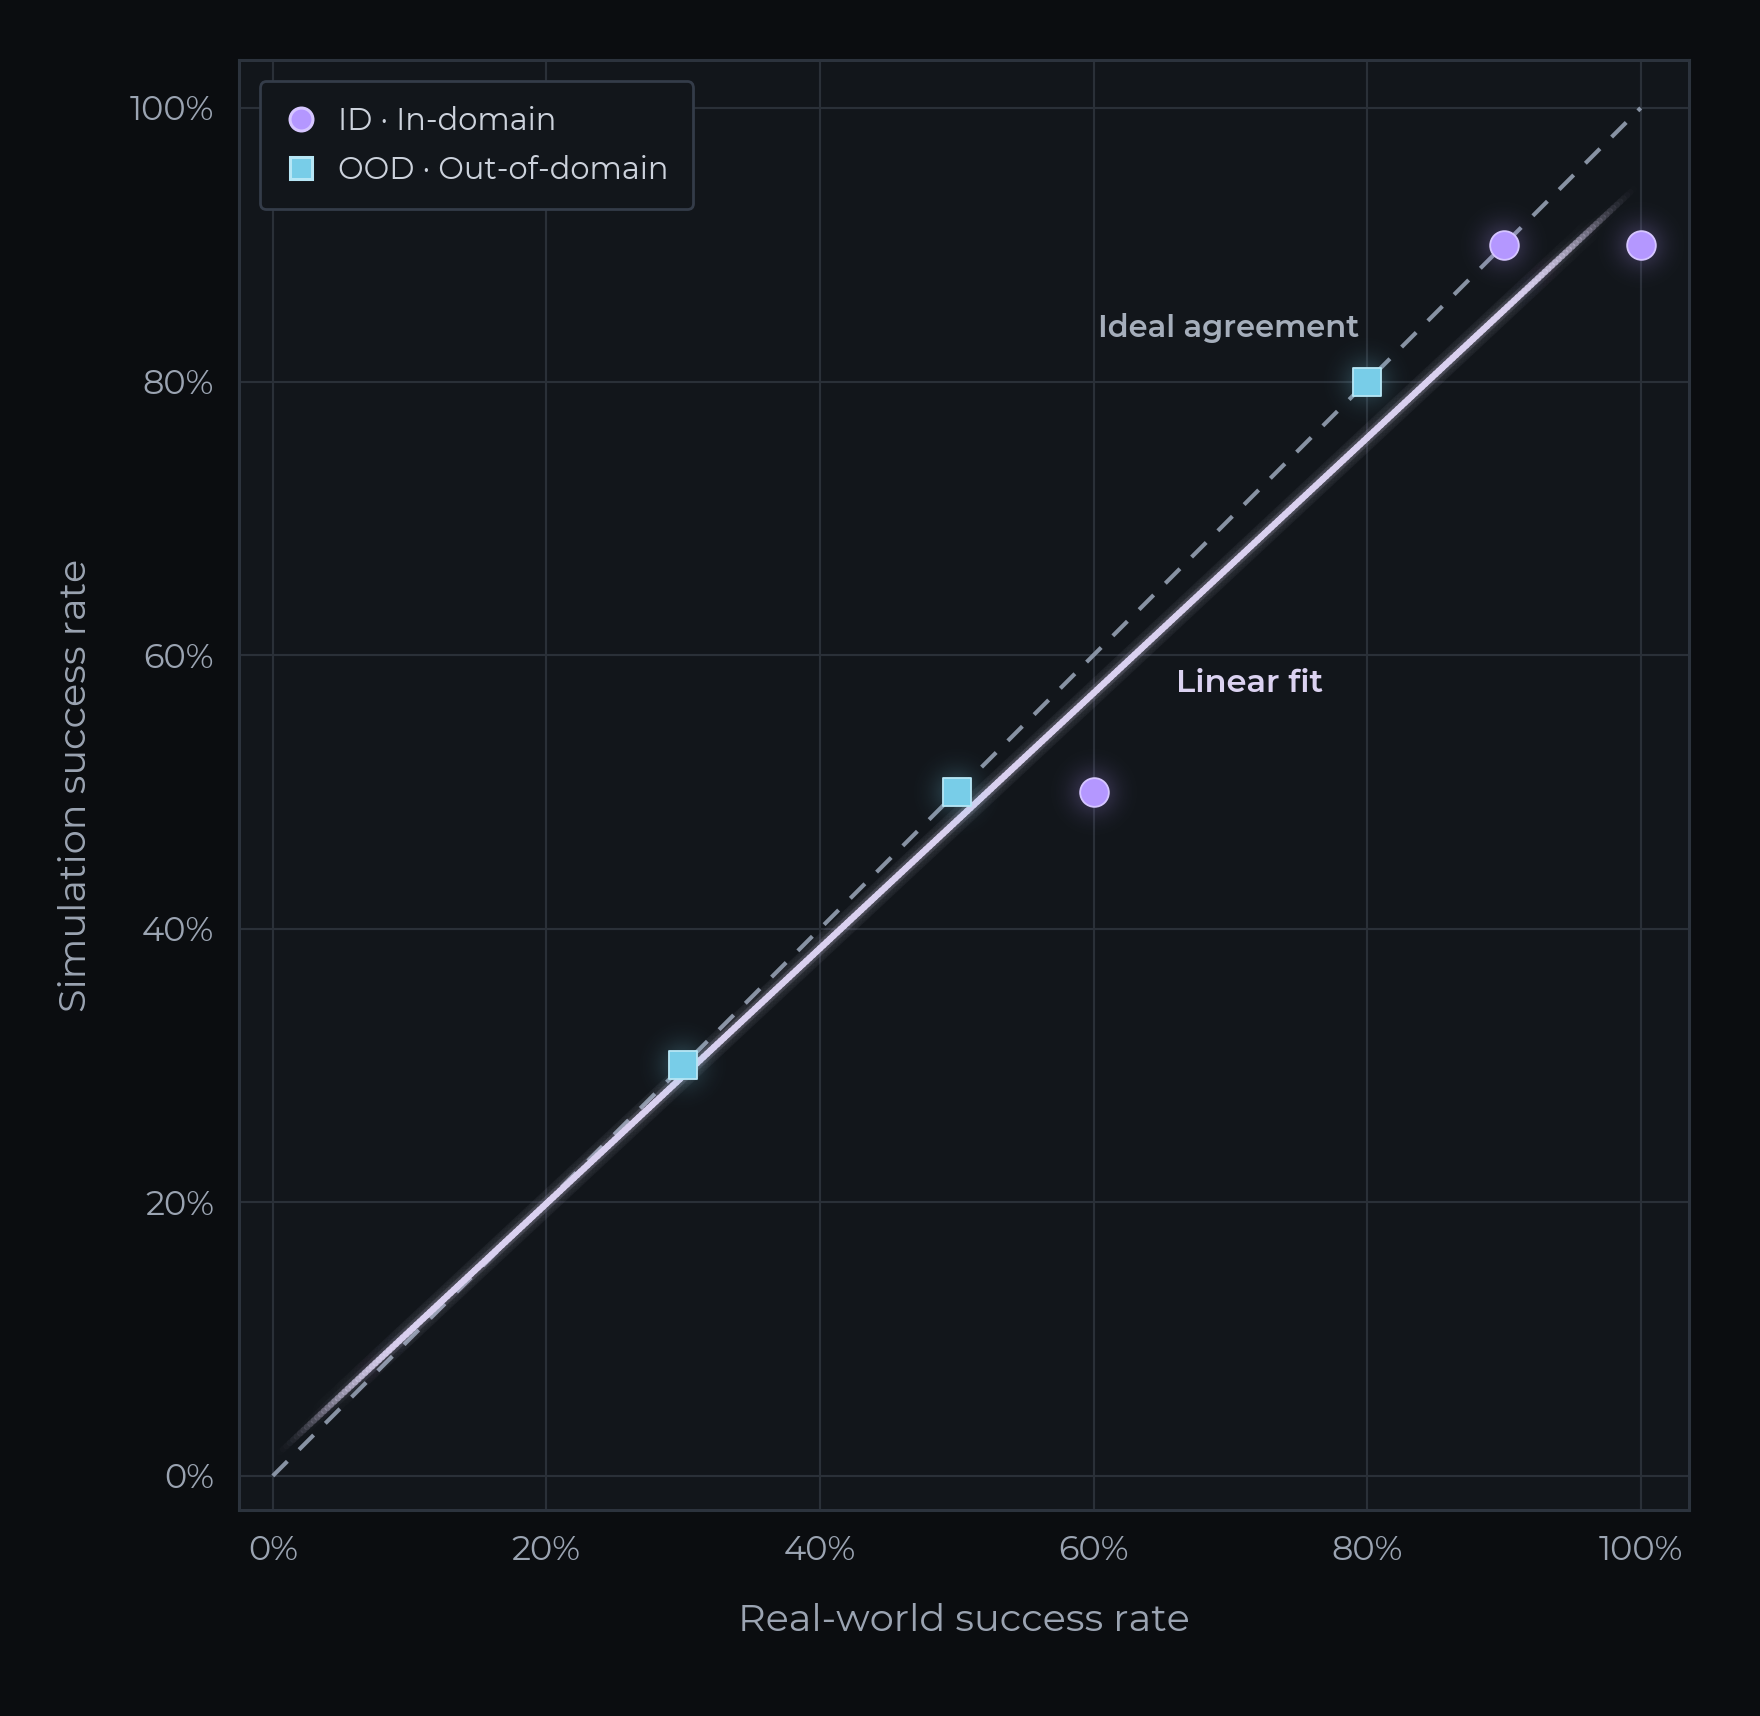 100%
ID · In-domain
OOD · Out-of-domain
Ideal agreement
80%
60%
Linear fit
40%
20%
0%
Simulation success rate
0%
20%
40%
60%
80%
100%
Real-world success rate